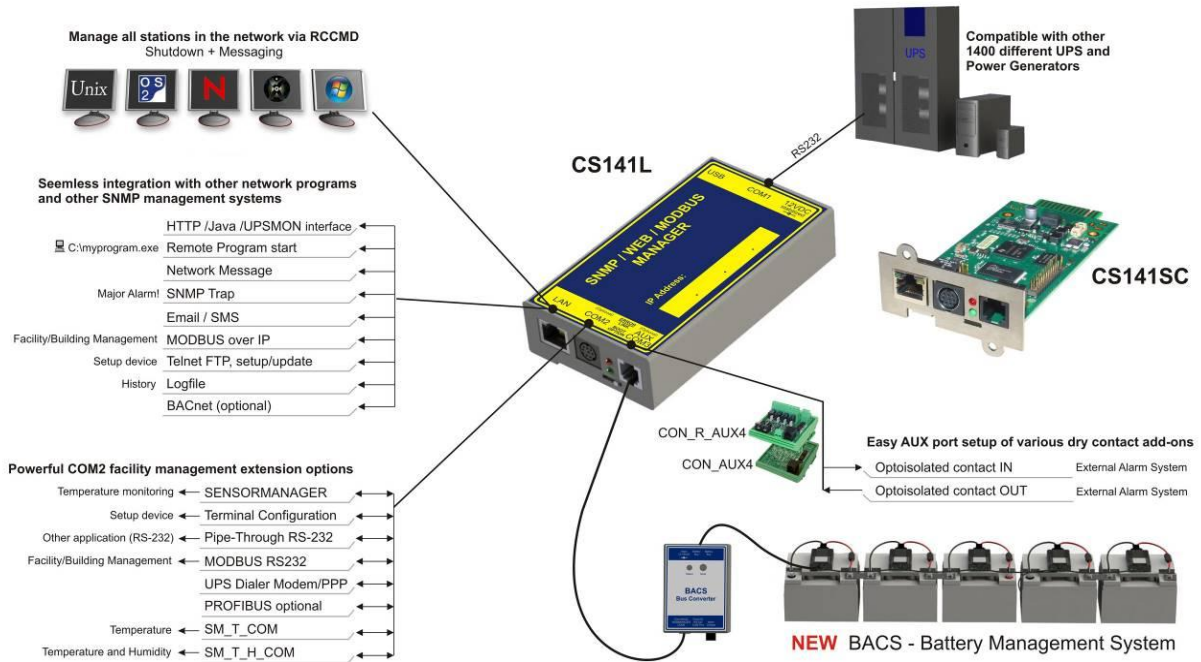 Manage all stations in the network via RCCMD
Shutdown + Messaging
Unix
OS
2
N
Seemless integration with other network programs
and other SNMP management systems
HTTP /Java /UPSMON interface
C:\myprogram.exe Remote Program start
Network Message
Major Alarm! SNMP Trap
Email / SMS
Facility/Building Management MODBUS over IP
Setup device Telnet FTP, setup/update
History Logfile
BACnet (optional)
Powerful COM2 facility management extension options
Temperature monitoring SENSORMANAGER
Setup device Terminal Configuration
Other application (RS-232) Pipe-Through RS-232
Facility/Building Management MODBUS RS232
UPS Dialer Modem/PPP
PROFIBUS optional
Temperature SM_T_COM
Temperature and Humidity SM_T_H_COM
CS141L
USB
COM1
12VDC
SNMP / WEB / MODBUS
MANAGER
IP Address:
LAN
COM2
AUX
COM3
RS232
UPS
Compatible with other
1400 different UPS and
Power Generators
CS141SC
CON_R_AUX4
CON_AUX4
Easy AUX port setup of various dry contact add-ons
Optoisolated contact IN External Alarm System
Optoisolated contact OUT External Alarm System
BACS
Bus Converter
NEW BACS - Battery Management System